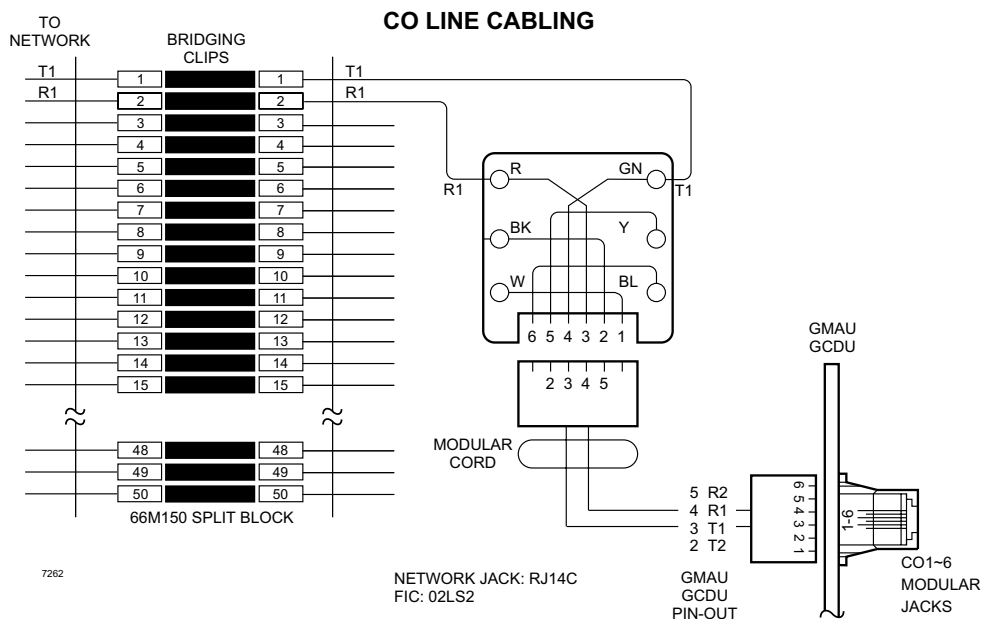 CO LINE CABLING
TO
NETWORK
BRIDGING
CLIPS
T1 1 1 T1
R1 2 2 R1
3 3
4 4
5 5
6 6
7 7
8 8
9 9
10 10
11 11
12 12
13 13
14 14
15 15
48 48
49 49
50 50
66M150 SPLIT BLOCK
R GN
R1 T1
BK Y
W BL
6 5 4 3 2 1
2 3 4 5
MODULAR
CORD
GMAU
GCDU
5 R2
4 R1
3 T1
2 T2
6 5 4 3 2 1
1-6
GMAU
GCDU
PIN-OUT
CO1~6
MODULAR
JACKS
7262
NETWORK JACK: RJ14C
FIC: 02LS2